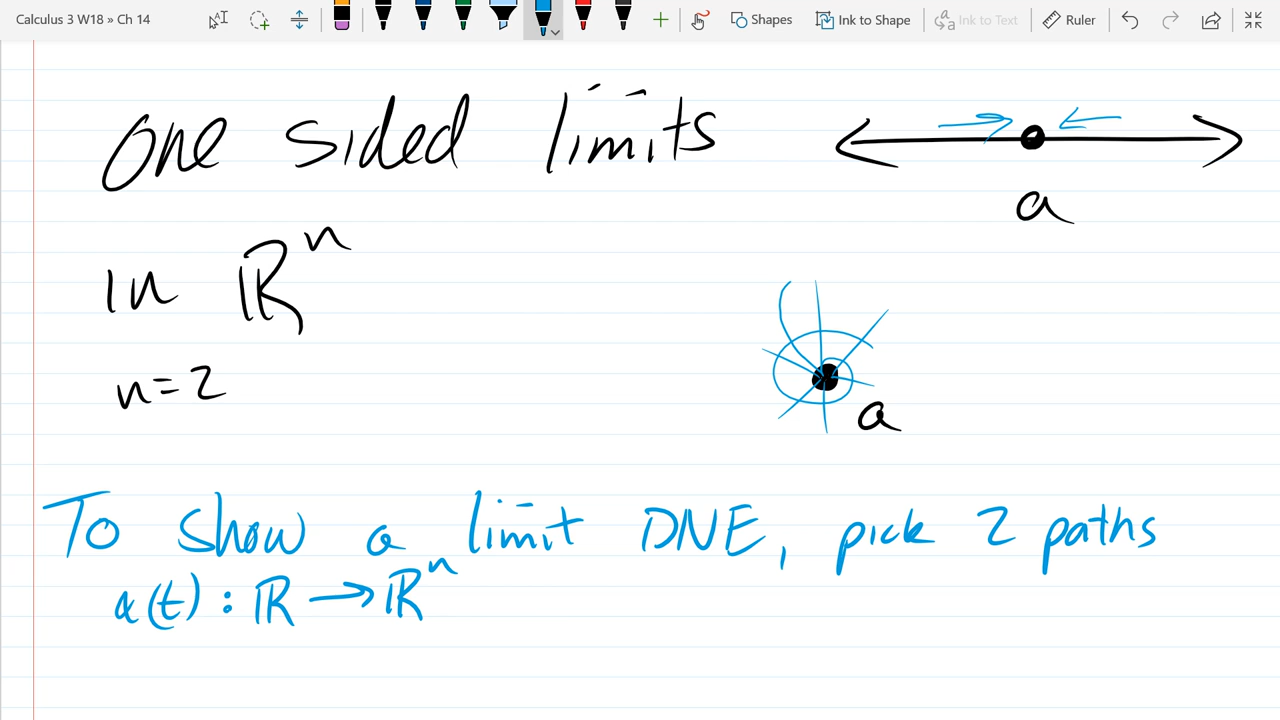 Calculus 3 W18 » Ch 14
Shapes
Ink to Shape
Ink to Text
Ruler
one sided limits
a
in ℝⁿ
n=2
a
To show a limit DNE, pick 2 paths
a(t) : ℝ → ℝⁿ